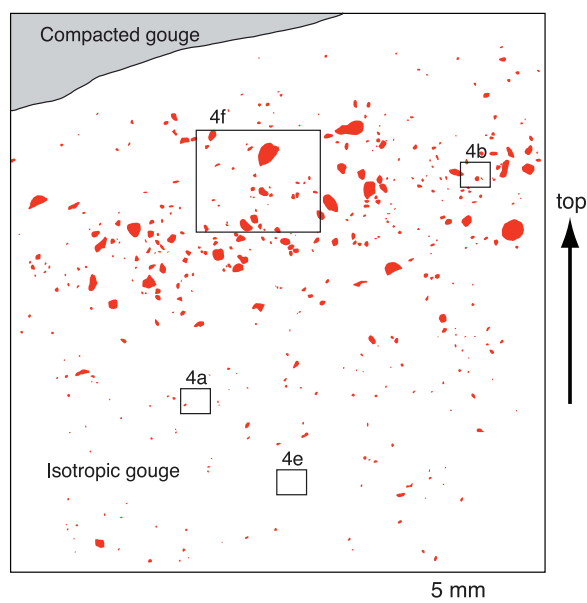 Compacted gouge
4f
4b
top
4a
Isotropic gouge
4e
5 mm